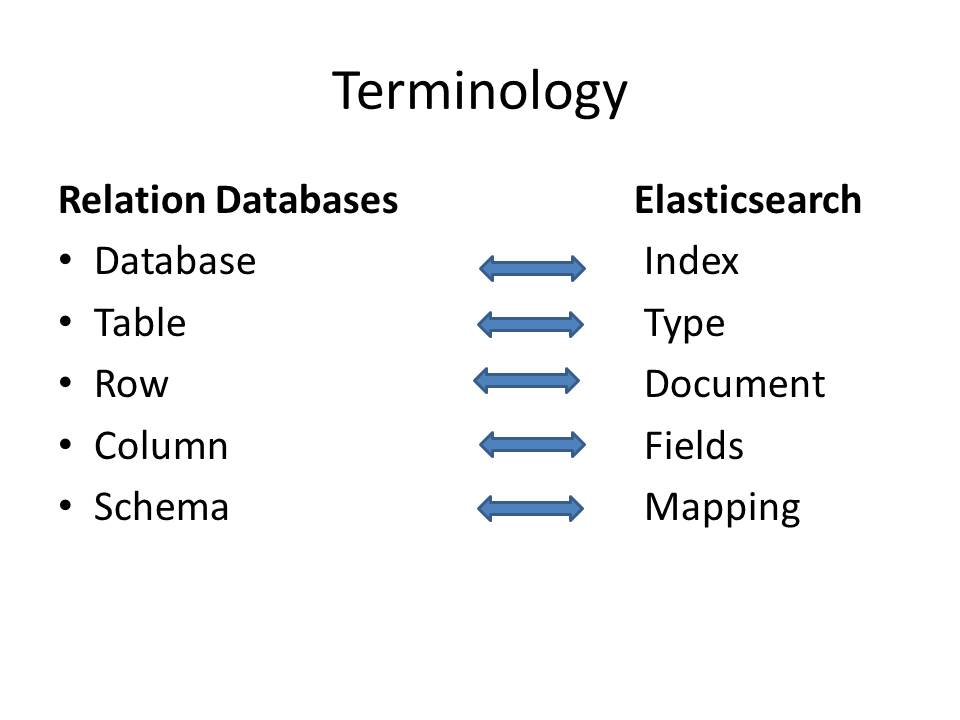 Terminology
Relation Databases Elasticsearch
• Database Index
• Table Type
• Row Document
• Column Fields
• Schema Mapping